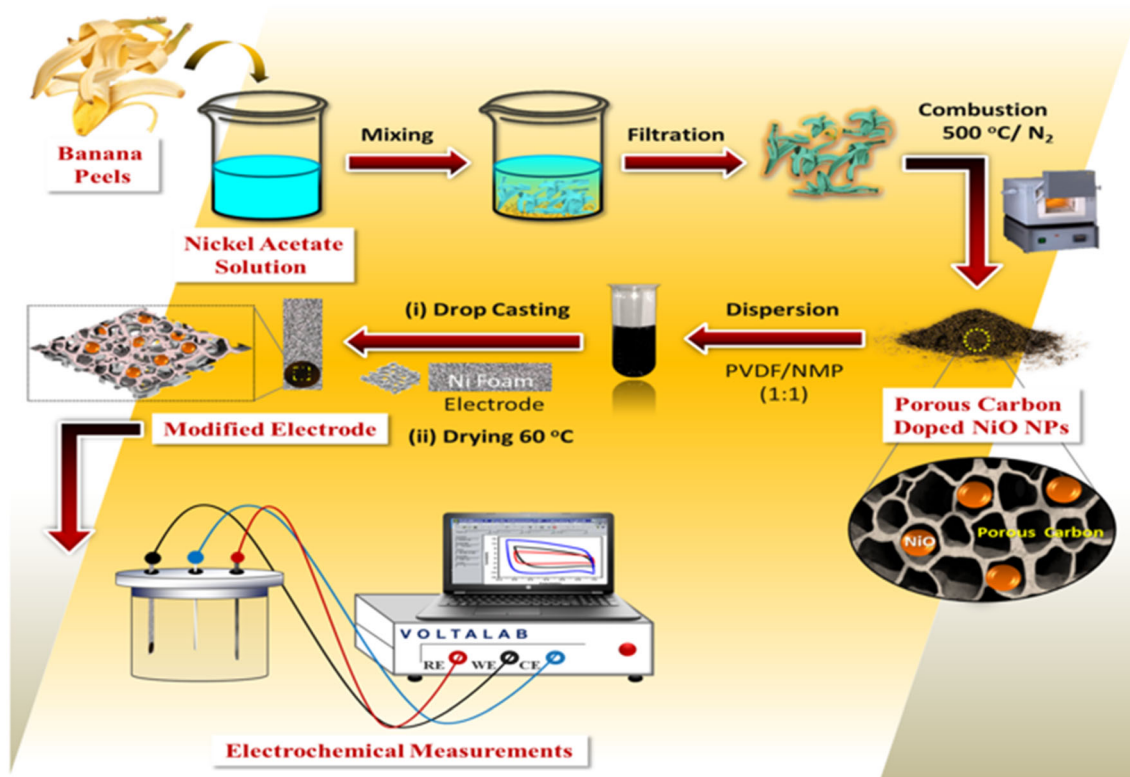 Banana
Peels
Nickel Acetate
Solution
Mixing
Filtration
Combustion
500 °C/ N₂
Porous Carbon
Doped NiO NPs
NiO
Porous Carbon
Dispersion
PVDF/NMP
(1:1)
(i) Drop Casting
Ni Foam
Electrode
(ii) Drying 60 °C
Modified Electrode
VOLTALAB
RE WE CE
Electrochemical Measurements